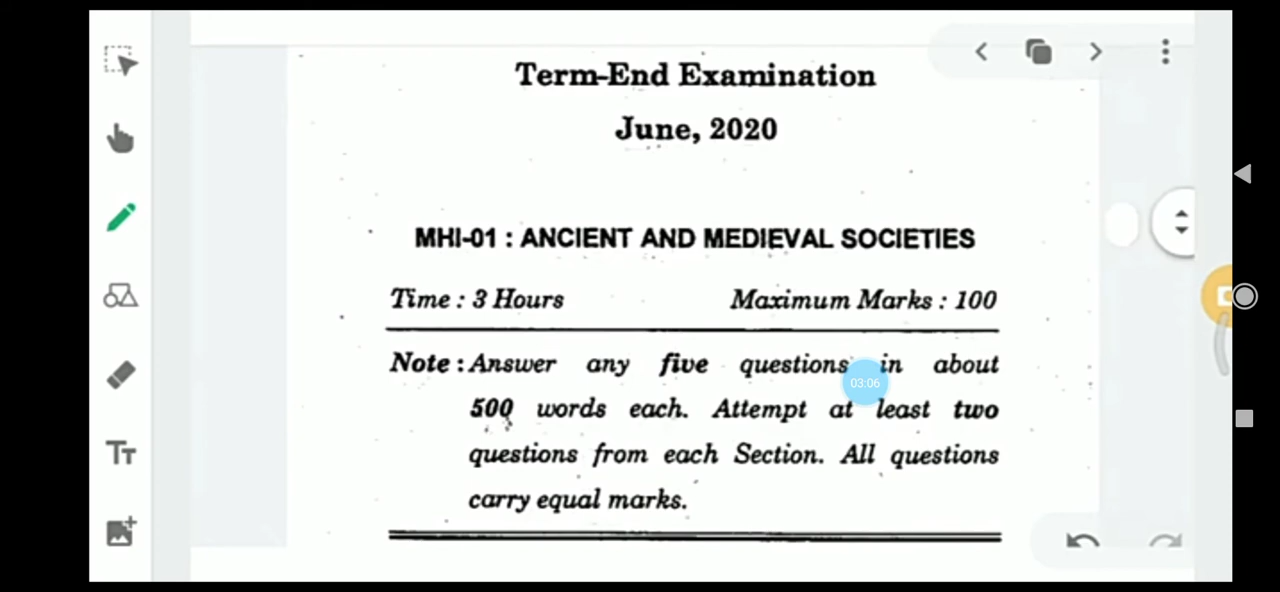 Term-End Examination
June, 2020
MHI-01 : ANCIENT AND MEDIEVAL SOCIETIES
Time : 3 Hours Maximum Marks : 100
Note : Answer any five questions in about
03:06
500 words each. Attempt at least two
questions from each Section. All questions
carry equal marks.
TT